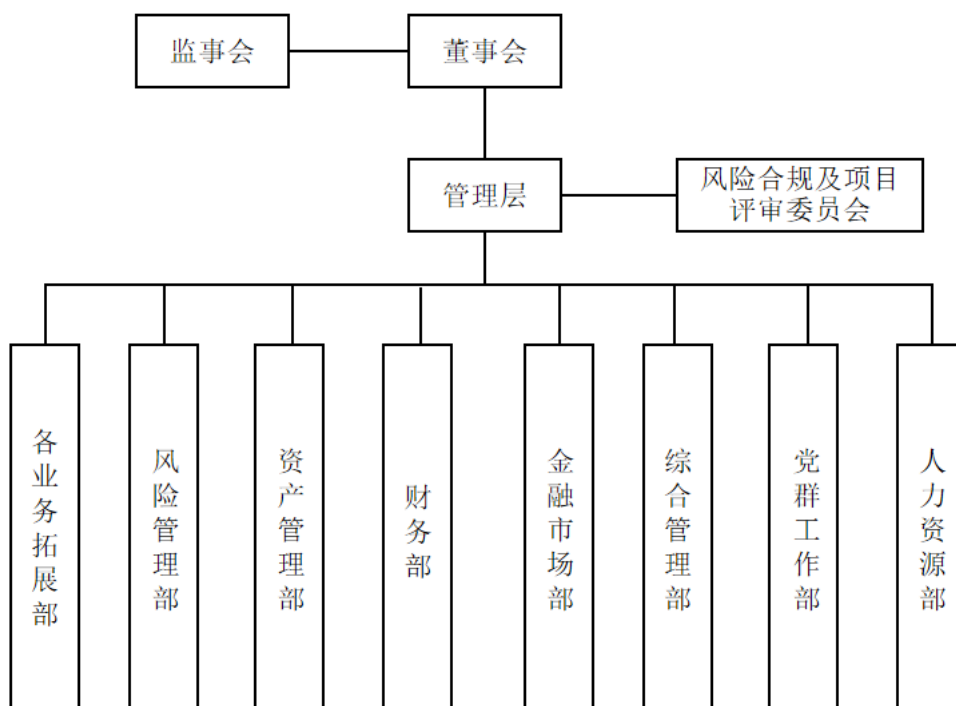 监事会
董事会
管理层
风险合规及项目
评审委员会
各业务拓展部
风险管理部
资产管理部
财务部
金融市场部
综合管理部
党群工作部
人力资源部